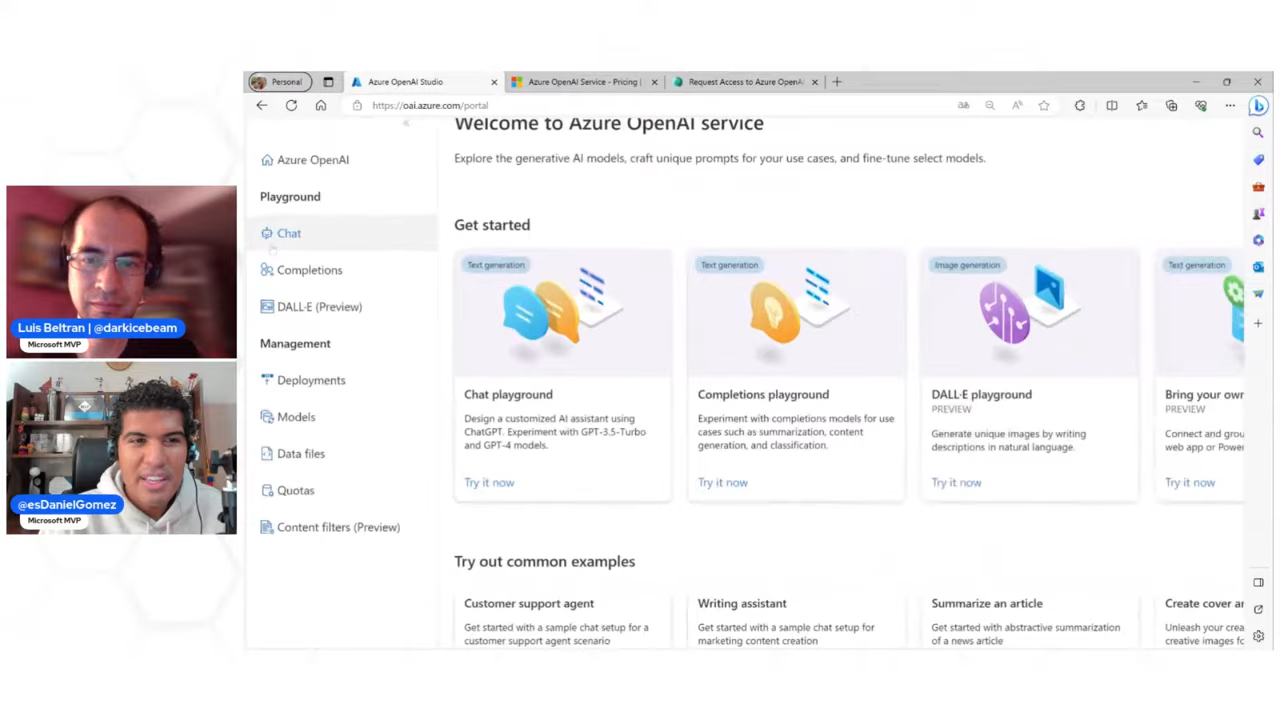 Personal
Azure OpenAI Studio
Azure OpenAI Service - Pricing |
Request Access to Azure OpenAI
https://oai.azure.com/portal
Welcome to Azure OpenAI service
Explore the generative AI models, craft unique prompts for your use cases, and fine-tune select models.
Azure OpenAI
Playground
Chat
Completions
DALL·E (Preview)
Management
Deployments
Models
Data files
Quotas
Content filters (Preview)
Get started
Text generation
Chat playground
Design a customized AI assistant using
ChatGPT. Experiment with GPT-3.5-Turbo
and GPT-4 models.
Try it now
Text generation
Completions playground
Experiment with completions models for use
cases such as summarization, content
generation, and classification.
Try it now
Image generation
DALL·E playground
PREVIEW
Generate unique images by writing
descriptions in natural language.
Try it now
Text generation
Bring your own
PREVIEW
Connect and grou
web app or Power
Try it now
Try out common examples
Customer support agent
Get started with a sample chat setup for a
customer support agent scenario
Writing assistant
Get started with a sample chat setup for
marketing content creation
Summarize an article
Get started with abstractive summarization
of a news article
Create cover ar
Unleash your crea
creative images fo
Luis Beltran | @darkicebeam
Microsoft MVP
@esDanielGomez
Microsoft MVP